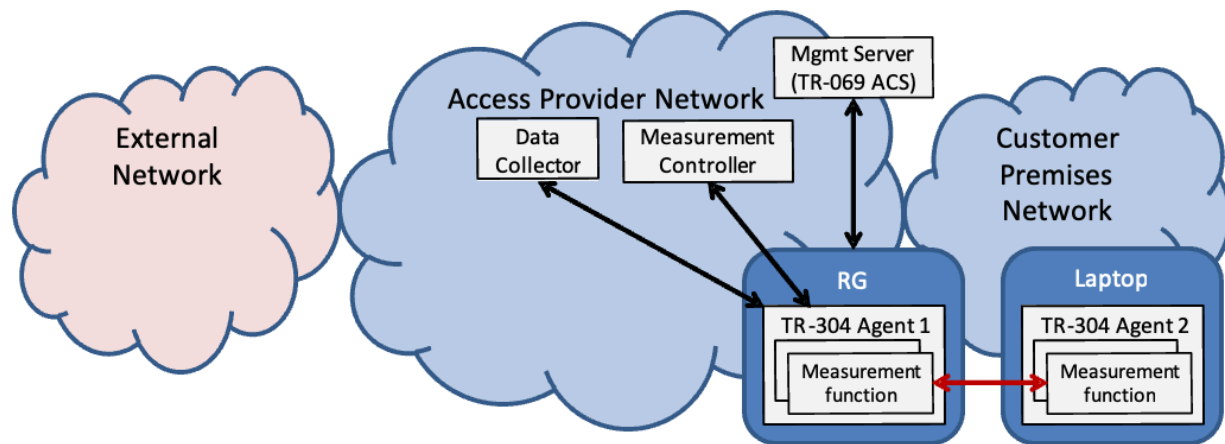 External
Network
Access Provider Network
Data
Collector
Measurement
Controller
Mgmt Server
(TR-069 ACS)
Customer
Premises
Network
RG
TR-304 Agent 1
Measurement
function
Laptop
TR-304 Agent 2
Measurement
function